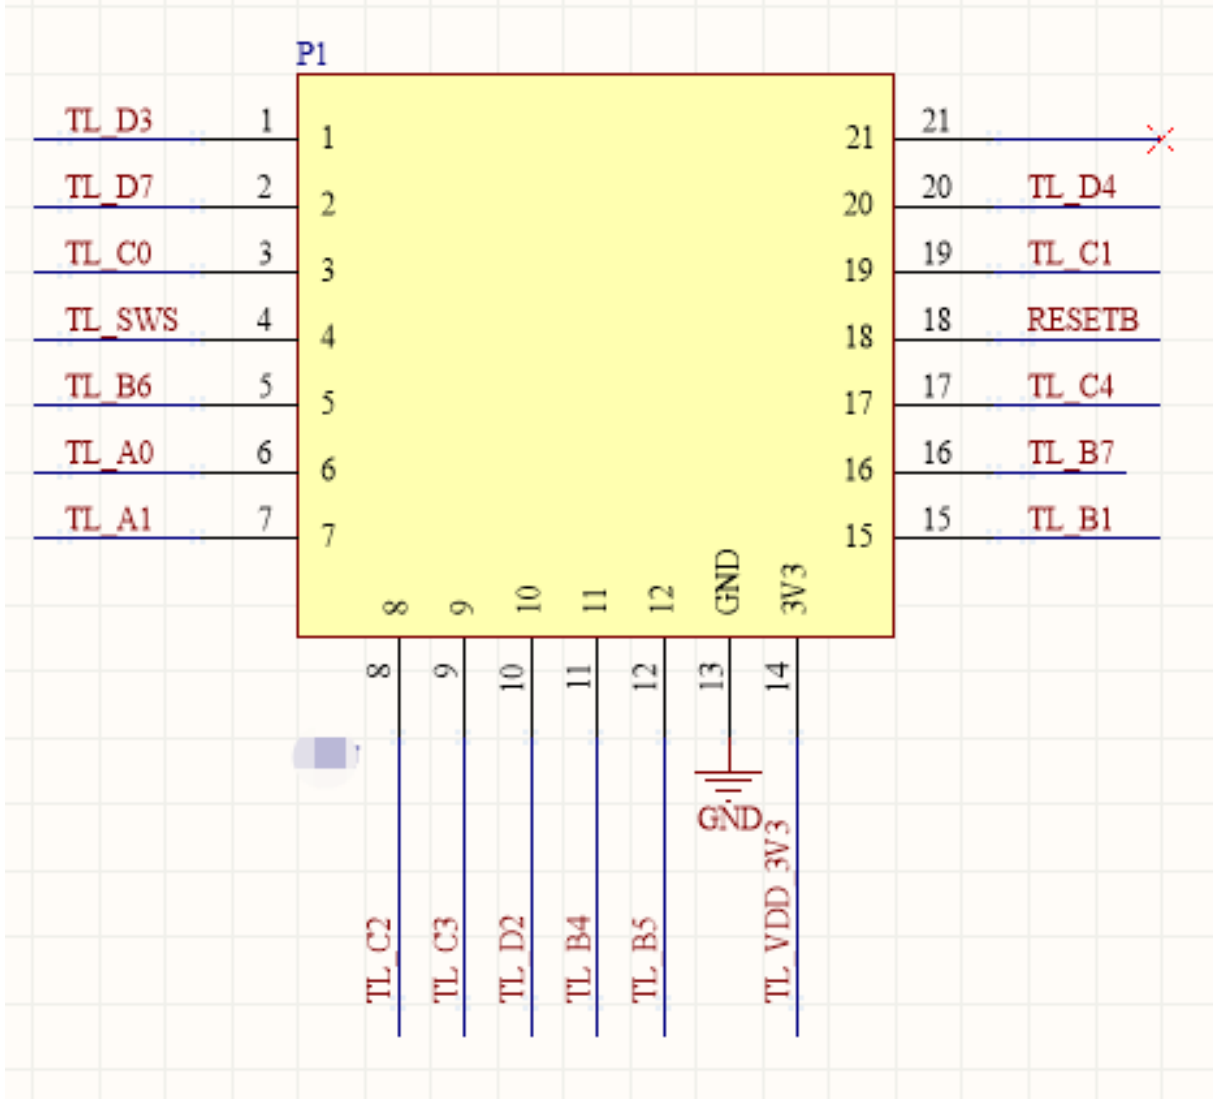 P1
TL_D3 1 1 21 21
TL_D7 2 2 20 20 TL_D4
TL_C0 3 3 19 19 TL_C1
TL_SWS 4 4 18 18 RESETB
TL_B6 5 5 17 17 TL_C4
TL_A0 6 6 16 16 TL_B7
TL_A1 7 7 15 15 TL_B1
8 9 10 11 12 GND 3V3
8 9 10 11 12 13 14
GND
TL_C2 TL_C3 TL_D2 TL_B4 TL_B5 TL_VDD_3V3